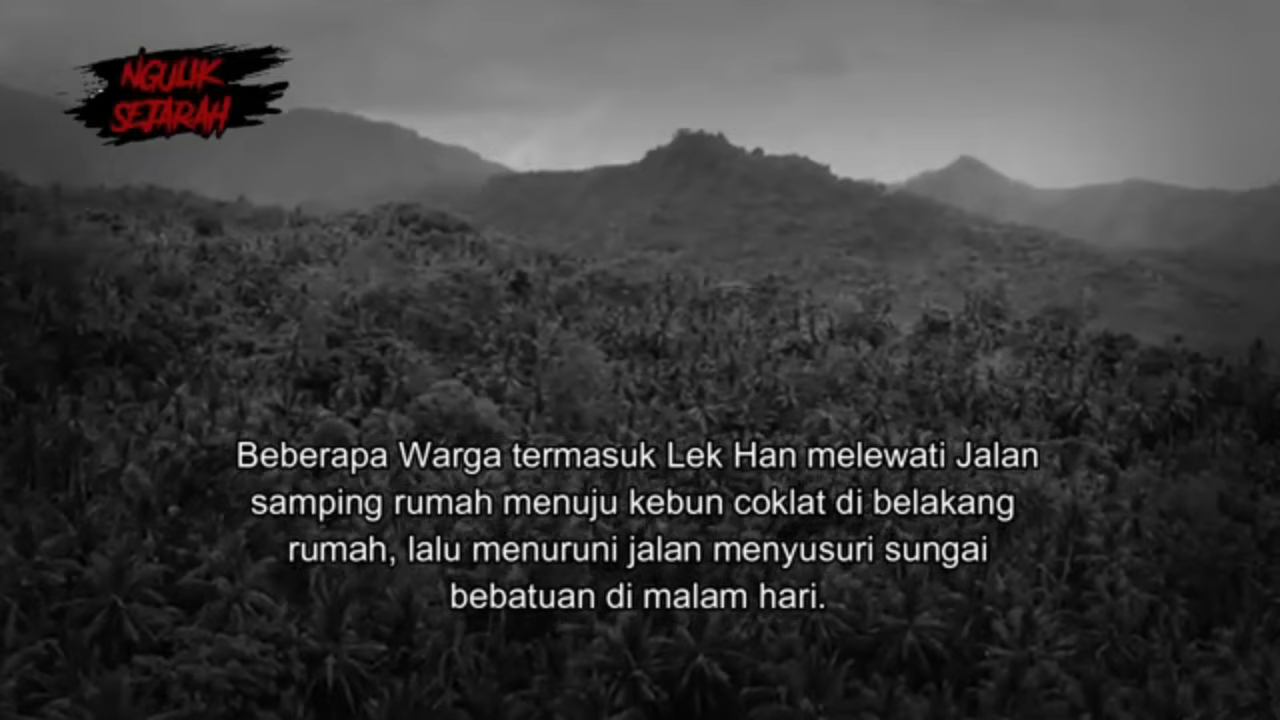 NGULIK
SEJARAH
Beberapa Warga termasuk Lek Han melewati Jalan
samping rumah menuju kebun coklat di belakang
rumah, lalu menuruni jalan menyusuri sungai
bebatuan di malam hari.